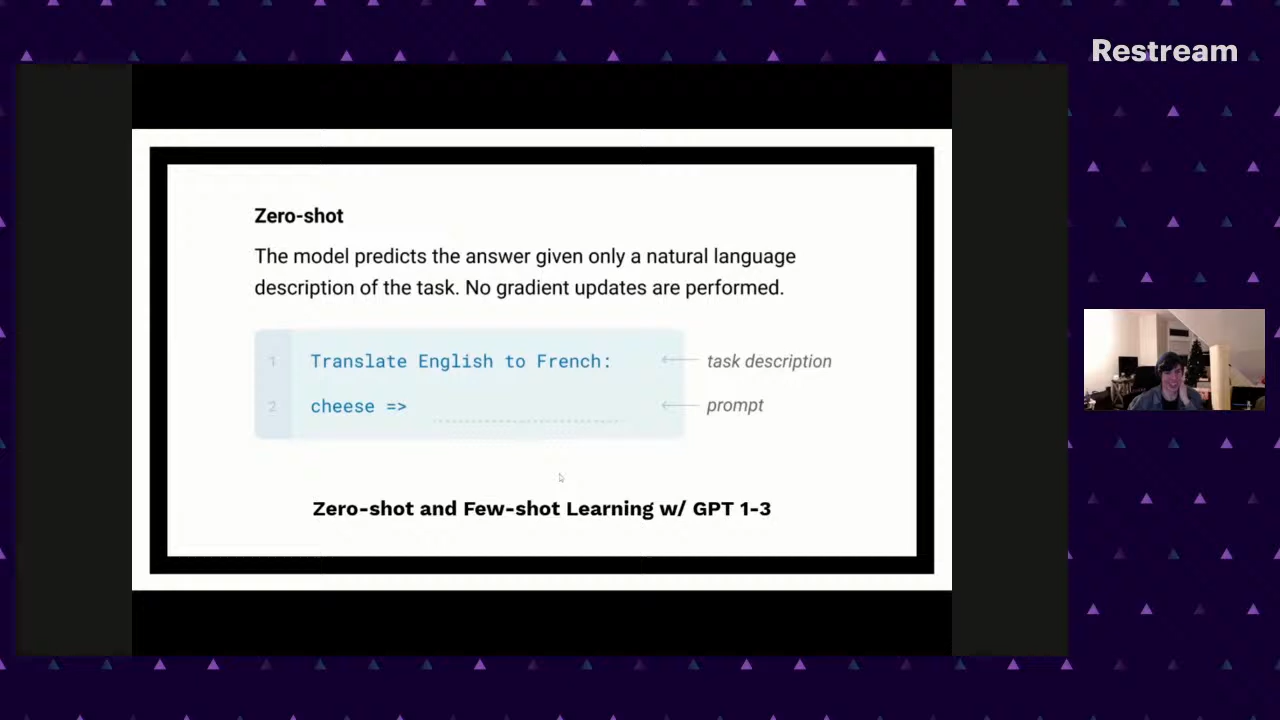 Restream
Zero-shot
The model predicts the answer given only a natural language
description of the task. No gradient updates are performed.
1 Translate English to French: task description
2 cheese => prompt
Zero-shot and Few-shot Learning w/ GPT 1-3